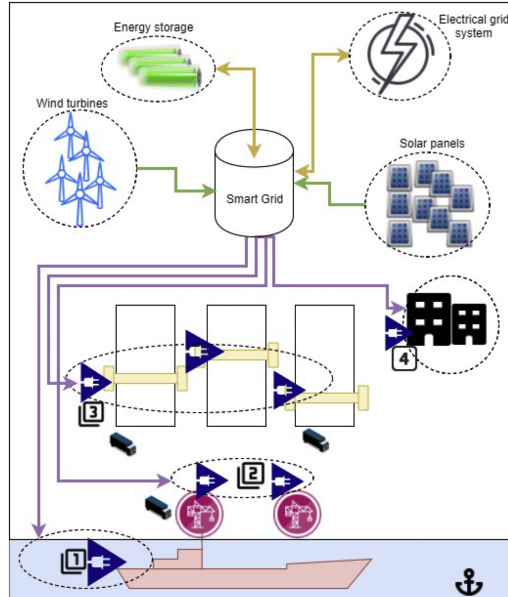 Energy storage
Electrical grid
system
Wind turbines
Solar panels
Smart Grid
4
3
2
1